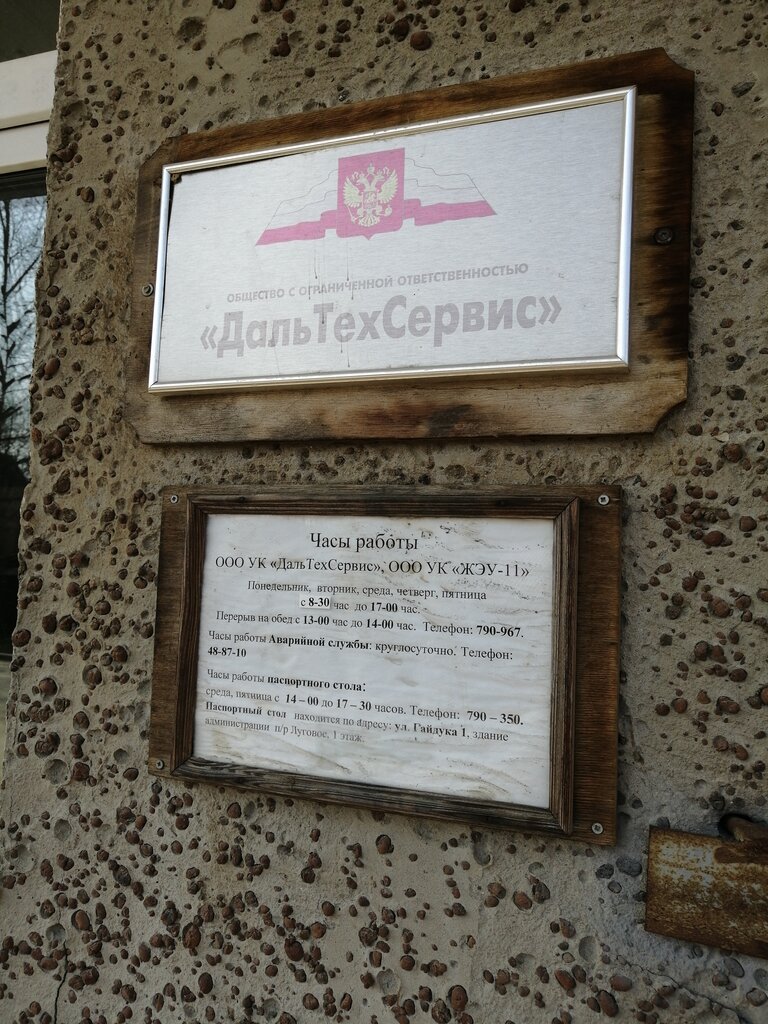 ОБЩЕСТВО С ОГРАНИЧЕННОЙ ОТВЕТСТВЕННОСТЬЮ
«ДальТехСервис»
Часы работы
ООО УК «ДальТехСервис», ООО УК «ЖЭУ-11»
Понедельник, вторник, среда, четверг, пятница
с 8-30 час до 17-00 час.
Перерыв на обед с 13-00 час до 14-00 час. Телефон: 790-967.
Часы работы Аварийной службы: круглосуточно. Телефон:
48-87-10
Часы работы паспортного стола:
среда, пятница с 14 – 00 до 17 – 30 часов. Телефон: 790 – 350.
Паспортный стол находится по адресу: ул. Гайдука 1, здание
администрации п/р Луговое, 1 этаж.